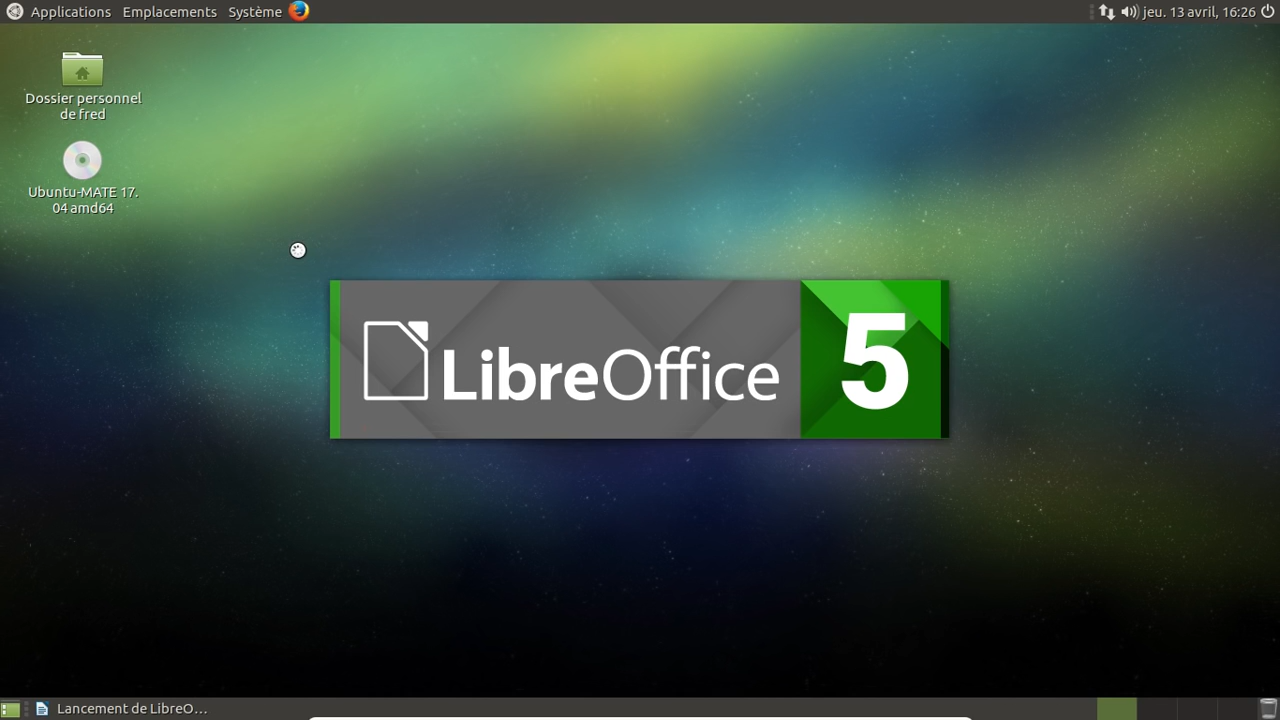 Applications Emplacements Système
jeu. 13 avril, 16:26
Dossier personnel
de fred
Ubuntu-MATE 17.
04 amd64
LibreOffice 5
Lancement de LibreO…